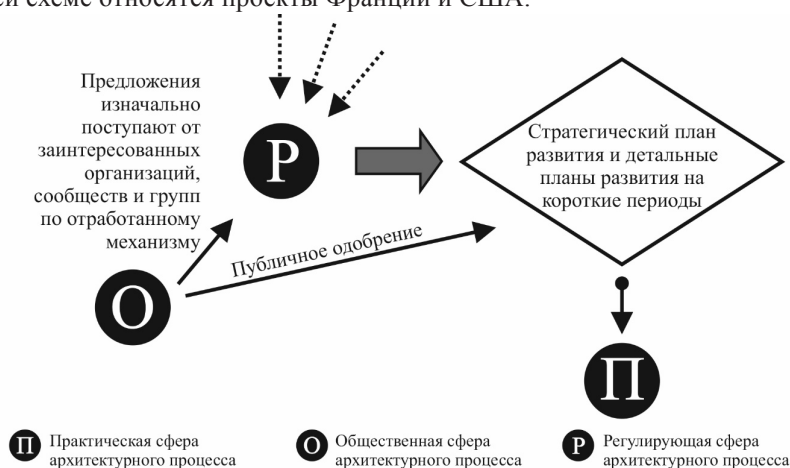 ей схеме относятся проекты Франции и США.
Предложения
изначально
поступают от
заинтересованных
организаций,
сообществ и групп
по отработанному
механизму
Р
Стратегический план
развития и детальные
планы развития на
короткие периоды
Публичное одобрение
О
П
П Практическая сфера
архитектурного процесса
О Общественная сфера
архитектурного процесса
Р Регулирующая сфера
архитектурного процесса